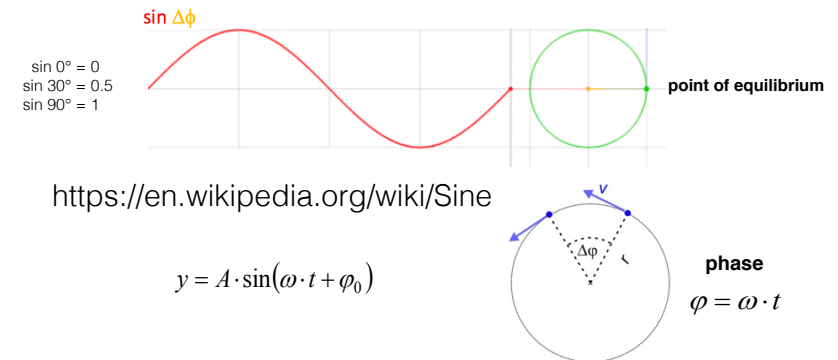 sin Δϕ
sin 0° = 0
sin 30° = 0.5
sin 90° = 1
point of equilibrium
https://en.wikipedia.org/wiki/Sine
v
Δφ
r
phase
y = A · sin(ω · t + φ₀)
φ = ω · t